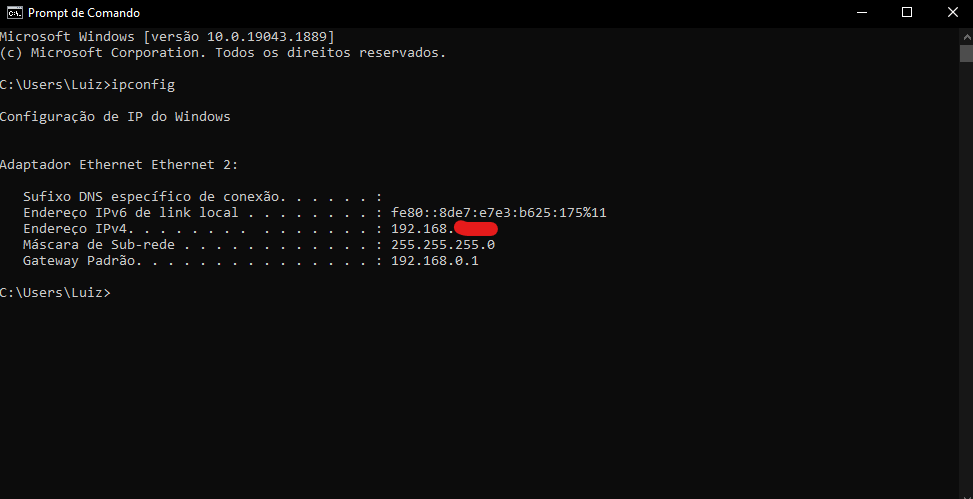 Prompt de Comando
Microsoft Windows [versão 10.0.19043.1889]
(c) Microsoft Corporation. Todos os direitos reservados.
C:\Users\Luiz>ipconfig
Configuração de IP do Windows
Adaptador Ethernet Ethernet 2:
Sufixo DNS específico de conexão. . . . . . :
Endereço IPv6 de link local . . . . . . . . : fe80::8de7:e7e3:b625:175%11
Endereço IPv4. . . . . . . .  . . . . . . . : 192.168.
Máscara de Sub-rede . . . . . . . . . . . . : 255.255.255.0
Gateway Padrão. . . . . . . . . . . . . . . : 192.168.0.1
C:\Users\Luiz>